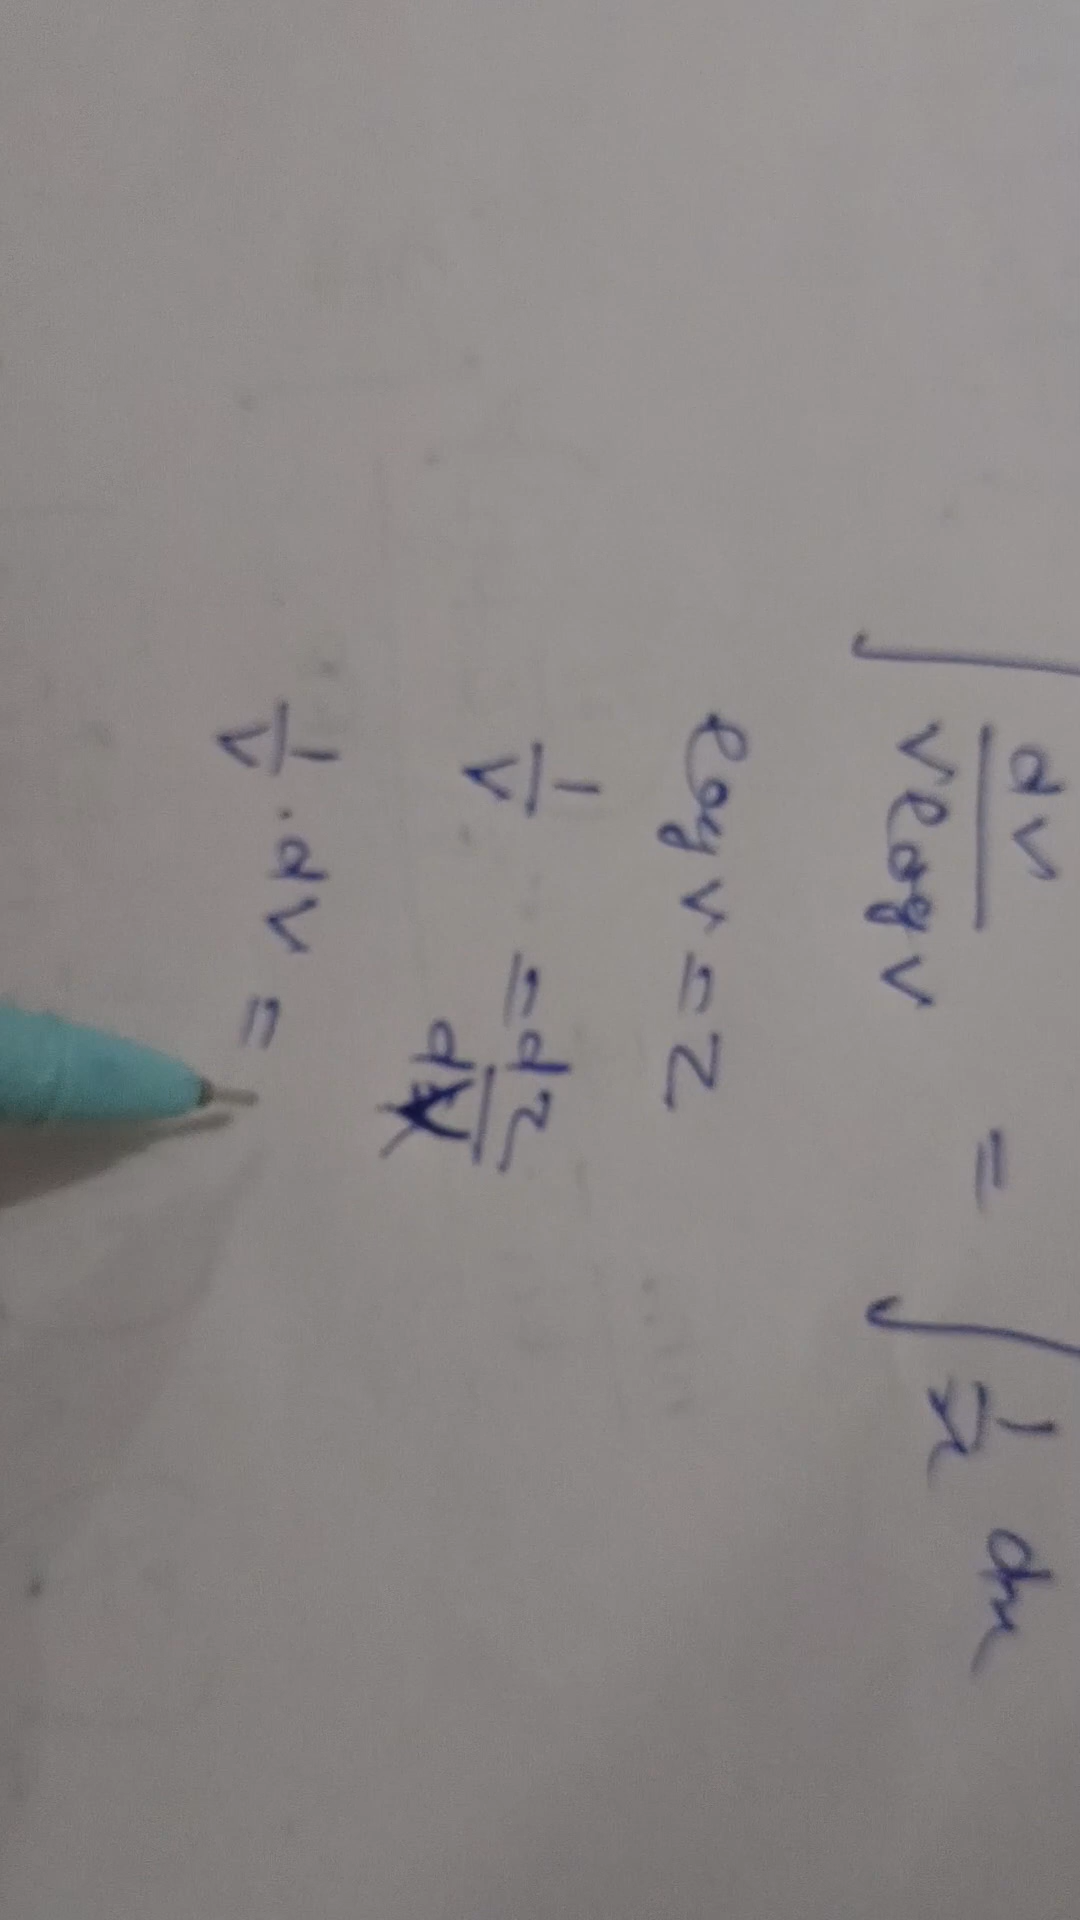 ∫ dv/(v log v) = ∫ 1/x dx
log v = z
1/v = dz/dv
1/v . dv =